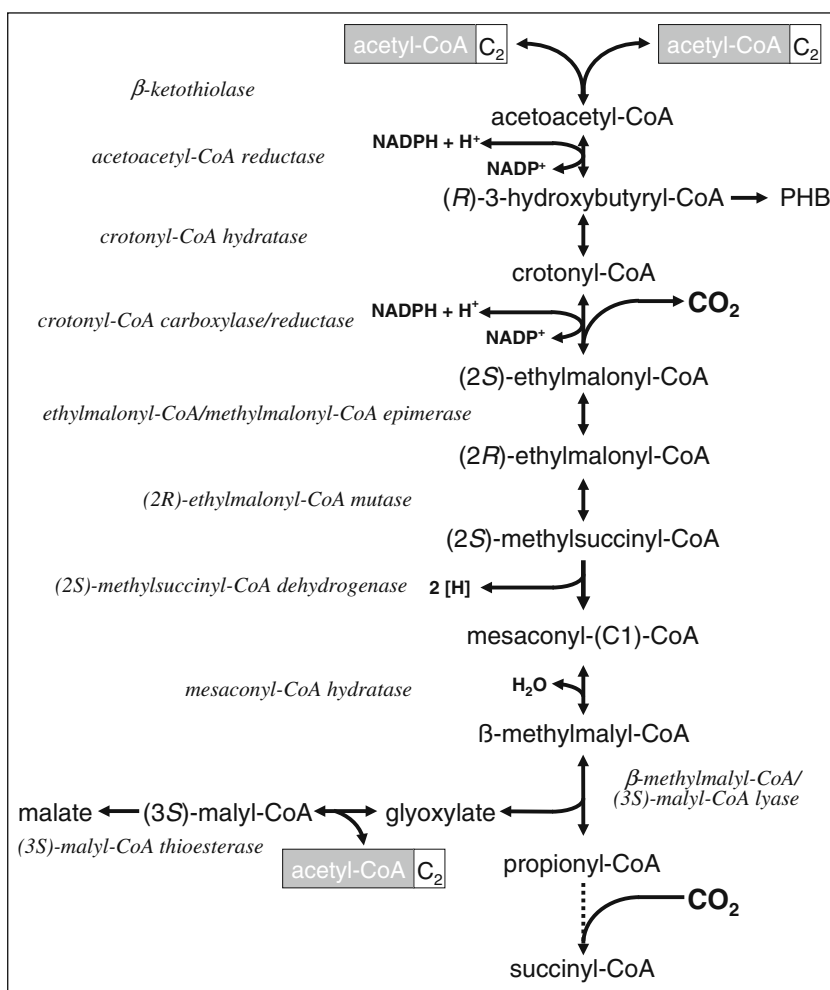 acetyl-CoA C₂ acetyl-CoA C₂
β-ketothiolase
acetoacetyl-CoA
NADPH + H⁺
acetoacetyl-CoA reductase
NADP⁺
(R)-3-hydroxybutyryl-CoA PHB
crotonyl-CoA hydratase
crotonyl-CoA
CO₂
NADPH + H⁺
crotonyl-CoA carboxylase/reductase
NADP⁺
(2S)-ethylmalonyl-CoA
ethylmalonyl-CoA/methylmalonyl-CoA epimerase
(2R)-ethylmalonyl-CoA
(2R)-ethylmalonyl-CoA mutase
(2S)-methylsuccinyl-CoA
(2S)-methylsuccinyl-CoA dehydrogenase 2 [H]
mesaconyl-(C1)-CoA
mesaconyl-CoA hydratase H₂O
ß-methylmalyl-CoA
β-methylmalyl-CoA/
(3S)-malyl-CoA lyase
malate (3S)-malyl-CoA glyoxylate
(3S)-malyl-CoA thioesterase
acetyl-CoA C₂
propionyl-CoA
CO₂
succinyl-CoA